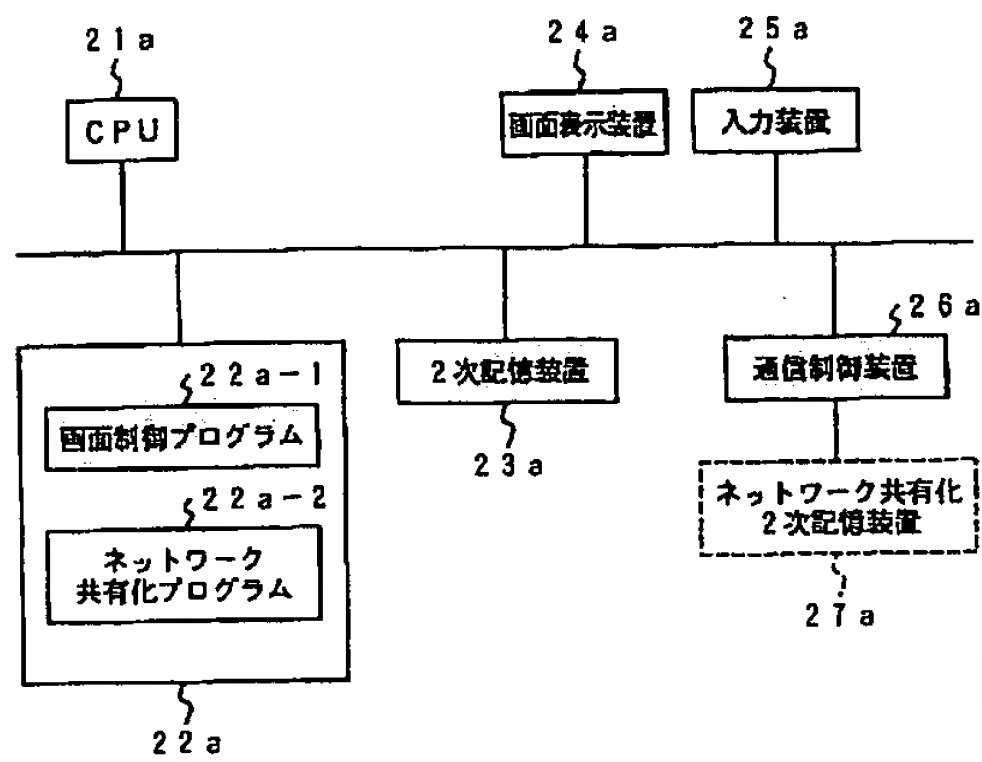 21a
24a
25a
CPU
画面表示装置
入力装置
26a
22a-1
2次記憶装置
通信制御装置
画面制御プログラム
23a
22a-2
ネットワーク共有化
2次記憶装置
ネットワーク
共有化プログラム
27a
22a